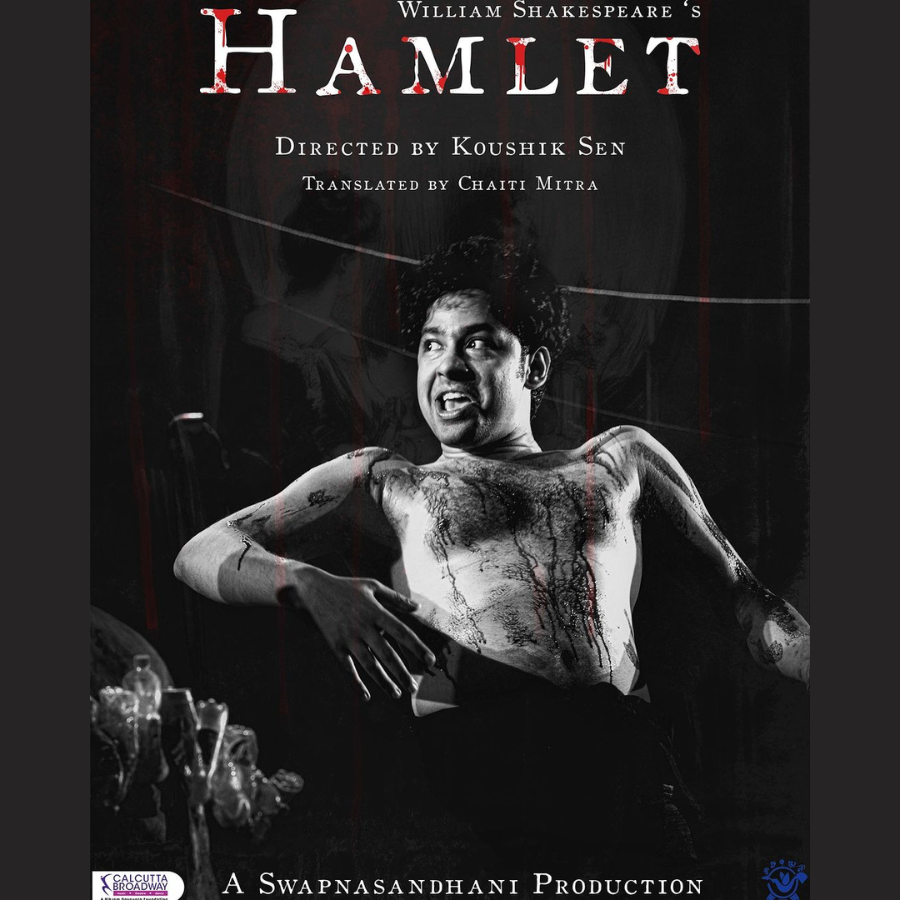 WILLIAM SHAKESPEARE 'S
HAMLET
DIRECTED BY KOUSHIK SEN
TRANSLATED BY CHAITI MITRA
CALCUTTA
BROADWAY
A SWAPNASANDHANI PRODUCTION